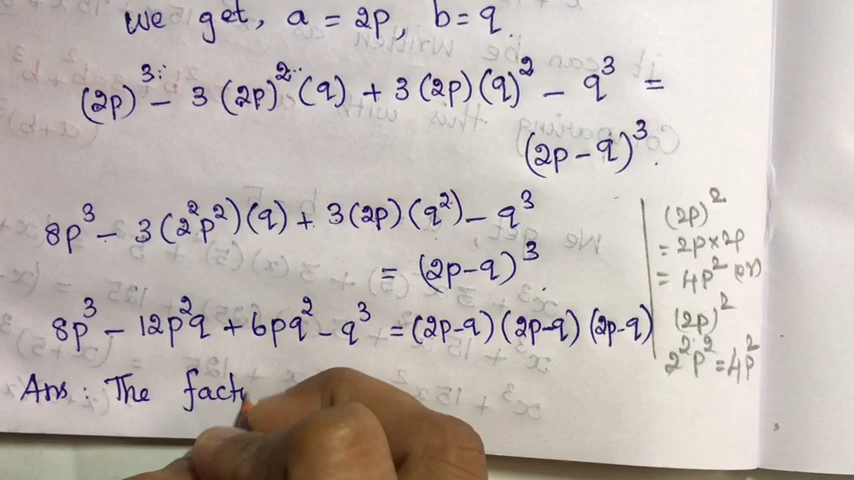 We get, a = 2p, b = q.
(2p)³ - 3(2p)²(q) + 3(2p)(q)² - q³ =
(2p-q)³.
8p³ - 3(2²p²)(q) + 3(2p)(q²) - q³
= (2p-q)³.
8p³ - 12p²q + 6pq² - q³ = (2p-q)(2p-q)(2p-q)
Ans: The fact
(2p)²
= 2p×2p
= 4p² (or)
(2p)²
2²p² = 4p²